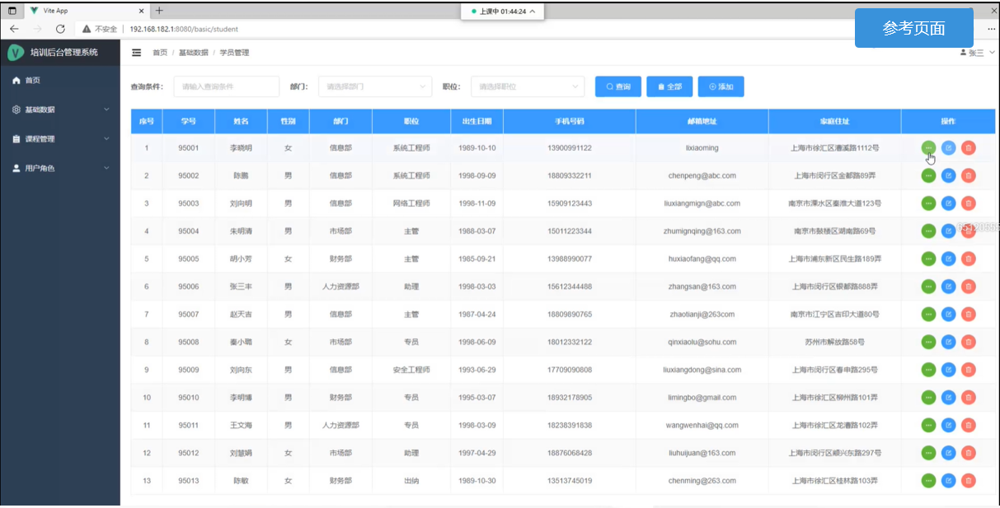 Vite App
上课中 01:44:24
不安全 192.168.182.1:8080/basic/student
参考页面
培训后台管理系统
首页 / 基础数据 / 学员管理
张三
首页
基础数据
课程管理
用户角色
查询条件: 请输入查询条件 部门: 请选择部门 职位: 请选择职位 查询 全部 添加
序号 学号 姓名 性别 部门 职位 出生日期 手机号码 邮箱地址 家庭住址 操作
1 95001 李晓明 女 信息部 系统工程师 1989-10-10 13900991122 lixiaoming 上海市徐汇区漕溪路1112号
2 95002 陈鹏 男 信息部 系统工程师 1998-09-09 18809332211 chenpeng@abc.com 上海市闵行区金都路89弄
3 95003 刘向明 男 信息部 网络工程师 1998-11-09 15909123443 liuxiangmign@abc.com 南京市溧水区秦淮大道123号
4 95004 朱明清 男 市场部 主管 1988-03-07 15011223344 zhumignqing@163.com 南京市鼓楼区湖南路69号
5 95005 胡小芳 女 财务部 主管 1985-09-21 13988990077 huxiaofang@qq.com 上海市浦东新区民生路189弄
6 95006 张三丰 男 人力资源部 助理 1998-03-03 15612344488 zhangsan@163.com 上海市闵行区银都路888弄
7 95007 赵天吉 男 信息部 主管 1987-04-24 18809890765 zhaotianji@263com 南京市江宁区吉印大道80号
8 95008 秦小璐 女 市场部 专员 1998-06-09 18012332122 qinxiaolu@sohu.com 苏州市解放路58号
9 95009 刘向东 男 信息部 安全工程师 1993-06-29 17709090808 liuxiangdong@sina.com 上海市闵行区春申路295号
10 95010 李明博 男 财务部 专员 1995-03-07 18932178905 limingbo@gmail.com 上海市徐汇区柳州路101弄
11 95011 王文海 男 人力资源部 专员 1998-03-09 18238391838 wangwenhai@qq.com 上海市徐汇区龙漕路102弄
12 95012 刘慧娟 女 市场部 助理 1997-04-29 18876068428 liuhuijuan@163.com 上海市闵行区顾兴东路297号
13 95013 陈敏 女 财务部 出纳 1989-10-30 13513745019 chenming@263.com 上海市徐汇区桂林路103弄